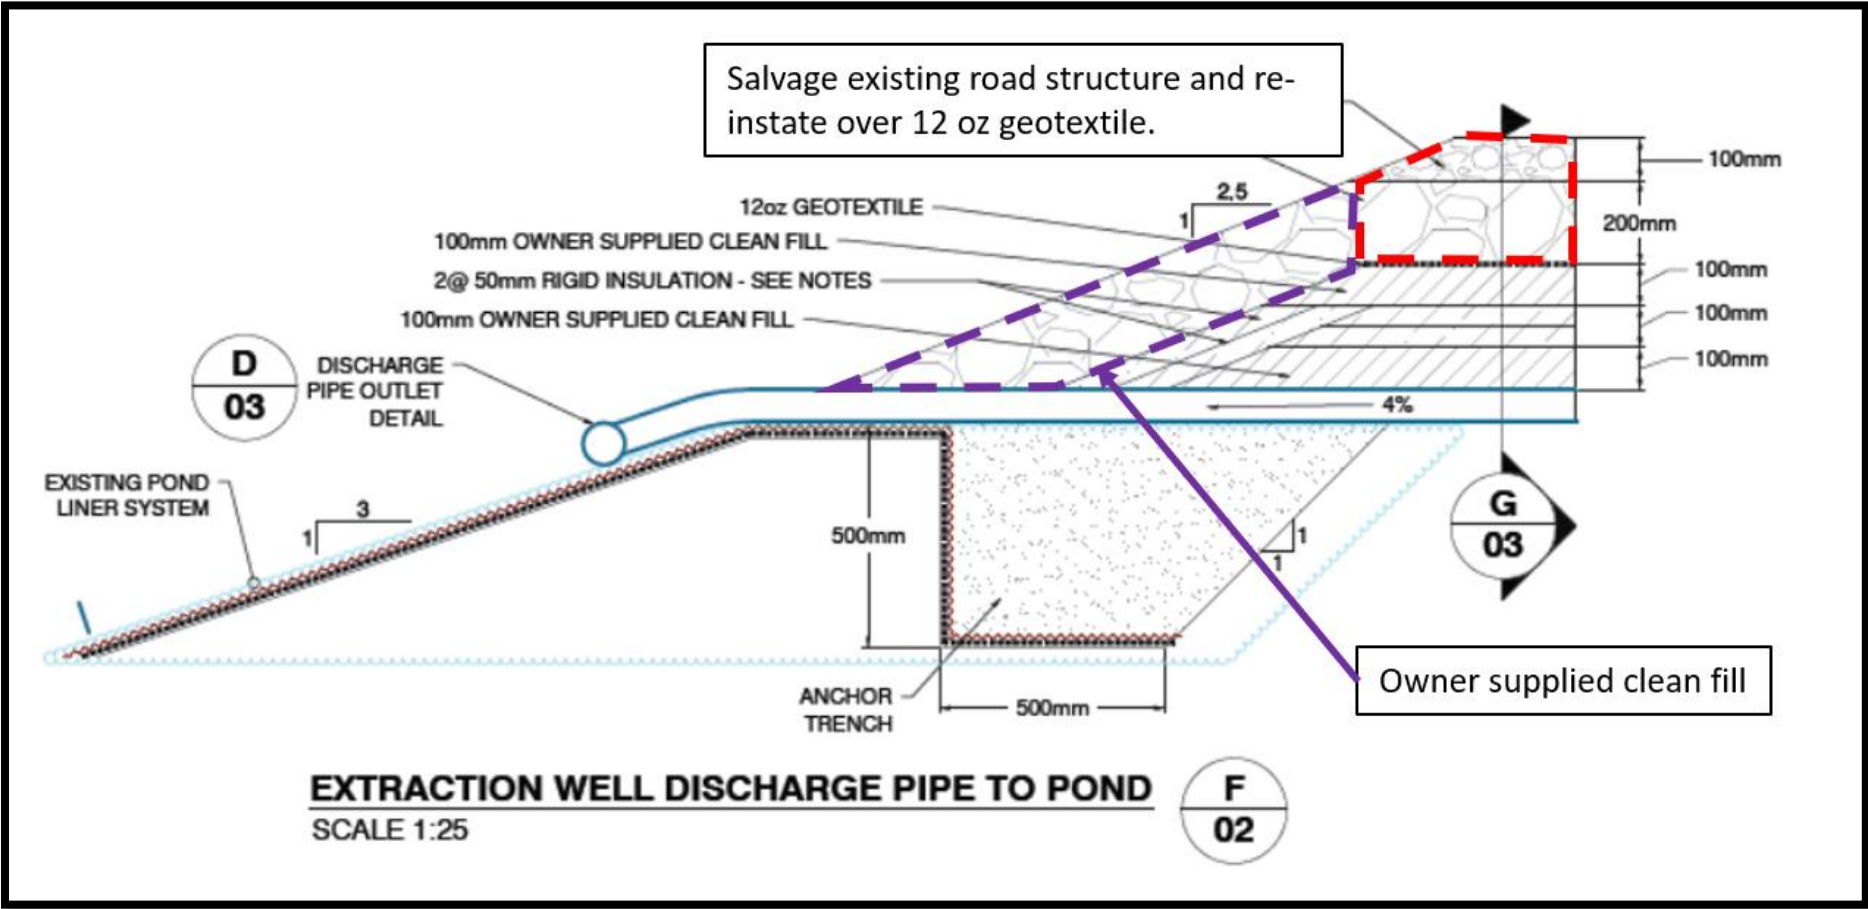 Salvage existing road structure and re-
instate over 12 oz geotextile.
100mm
2.5
1
12oz GEOTEXTILE
200mm
100mm OWNER SUPPLIED CLEAN FILL
100mm
2@ 50mm RIGID INSULATION - SEE NOTES
100mm
100mm OWNER SUPPLIED CLEAN FILL
100mm
D
03
DISCHARGE
PIPE OUTLET
DETAIL
4%
EXISTING POND
LINER SYSTEM
3
1
500mm
1
1
G
03
Owner supplied clean fill
ANCHOR
TRENCH
500mm
EXTRACTION WELL DISCHARGE PIPE TO POND
SCALE 1:25
F
02